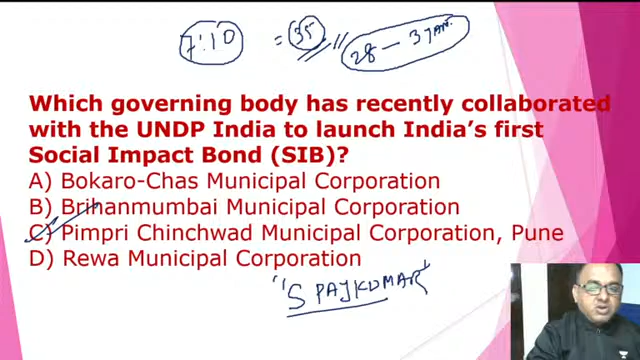 7:10 = 35 // 28 - 31 Jan.
Which governing body has recently collaborated
with the UNDP India to launch India's first
Social Impact Bond (SIB)?
A) Bokaro-Chas Municipal Corporation
B) Brihanmumbai Municipal Corporation
C) Pimpri Chinchwad Municipal Corporation, Pune
D) Rewa Municipal Corporation
"S RAJKUMAR"